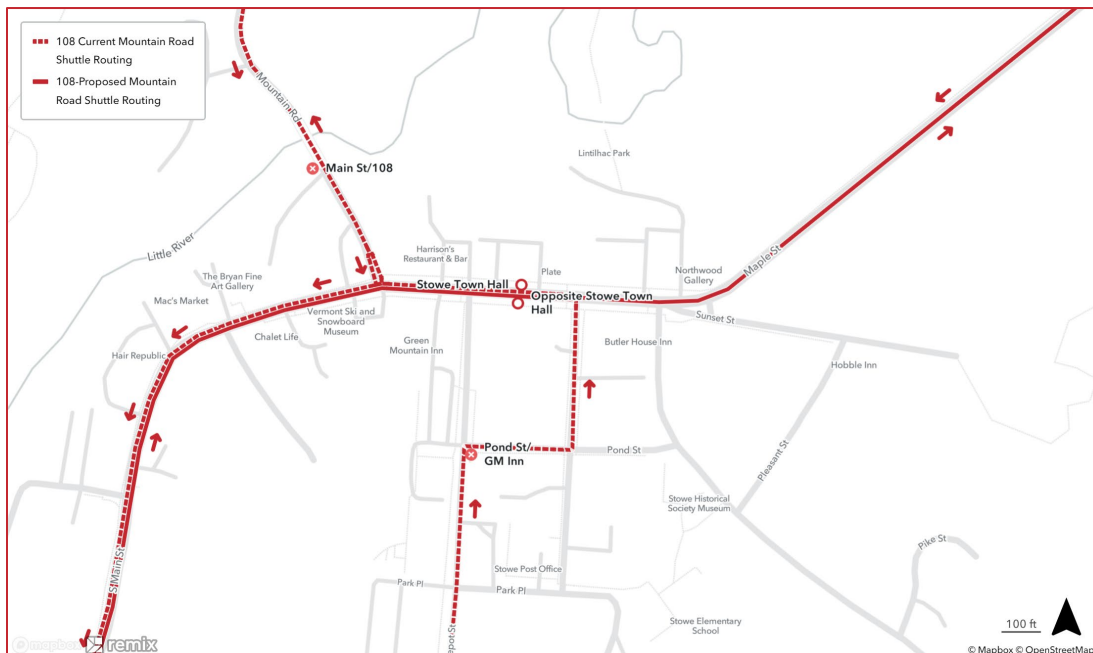 108 Current Mountain Road
Shuttle Routing
108-Proposed Mountain
Road Shuttle Routing
Mountain Rd
Lintilhac Park
Main St/108
Little River
Maple St
Harrison's
Restaurant & Bar
Plate
Northwood
Gallery
The Bryan Fine
Art Gallery
Stowe Town Hall
Opposite Stowe Town
Hall
Mac's Market
Vermont Ski and
Snowboard
Museum
Sunset St
Chalet Life
Green
Mountain Inn
Butler House Inn
Hair Republic
Hobble Inn
Pond St/
GM Inn
Pond St
Pleasant St
Stowe Historical
Society Museum
Pike St
S Main St
Stowe Post Office
Park Pl
Park Pl
Stowe Elementary
School
epot St
100 ft
mapbox
remix
© Mapbox © OpenStreetMap